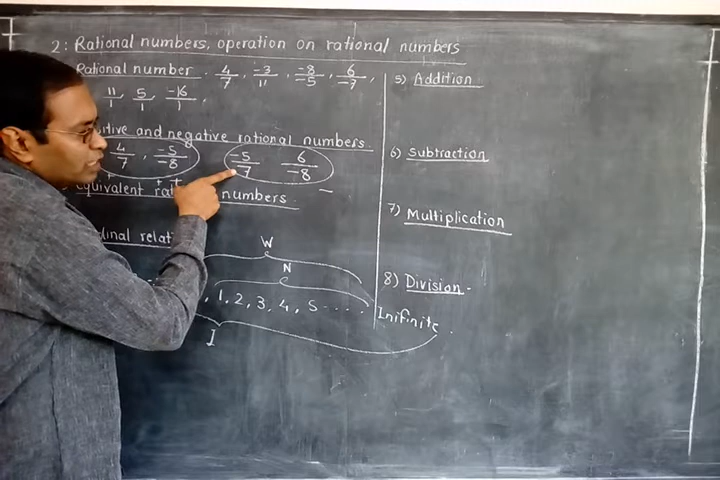 2: Rational numbers, operation on rational numbers
Rational number. 4/7, -3/11, -8/-5, 6/-7,
11/1, 5/1, -16/1.
and negative rational numbers
4/7, -5/-8 -5/7 6/-8
equivalent numbers.
W
N
, 1, 2, 3, 4, 5 ....
I
Inifinite.
5) Addition
6) Subtraction
7) Multiplication
8) Division.